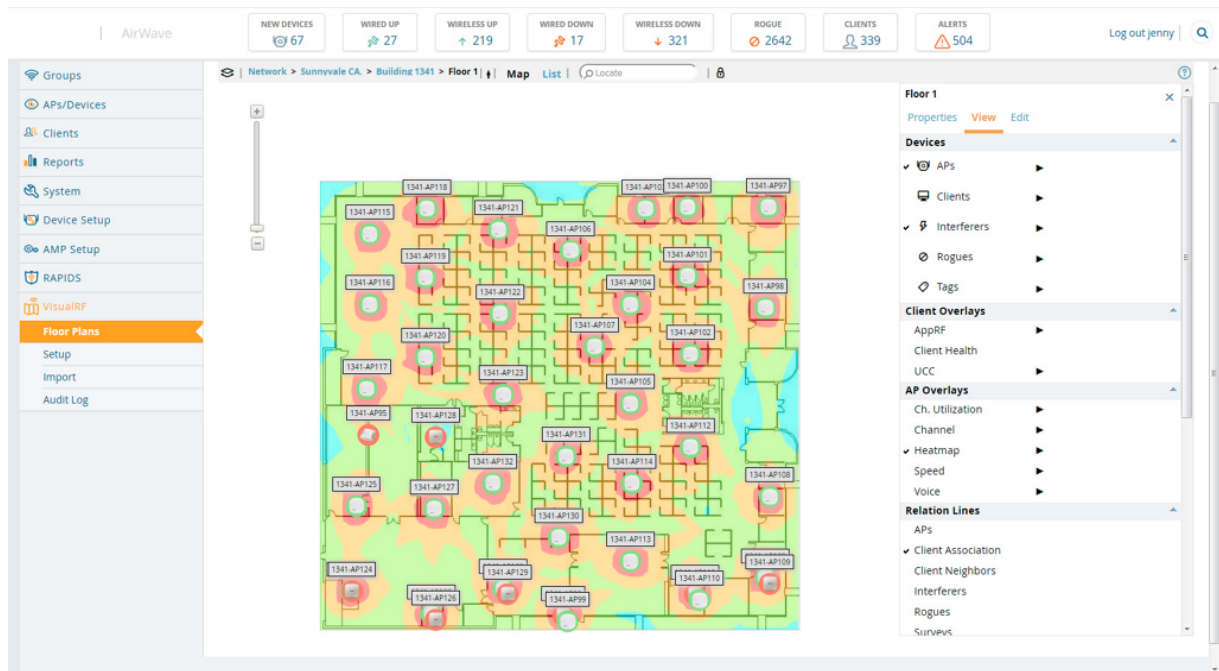 AirWave
NEW DEVICES
67
WIRED UP
27
WIRELESS UP
219
WIRED DOWN
17
WIRELESS DOWN
321
ROGUE
2642
CLIENTS
339
ALERTS
504
Log out jenny
Groups
APs/Devices
Clients
Reports
System
Device Setup
AMP Setup
RAPIDS
VisualRF
Floor Plans
Setup
Import
Audit Log
Network > Sunnyvale CA. > Building 1341 > Floor 1 Map List Locate
1341-AP118
1341-AP100
1341-AP97
1341-AP115
1341-AP121
1341-AP106
1341-AP119
1341-AP101
1341-AP116
1341-AP122
1341-AP104
1341-AP98
1341-AP120
1341-AP107
1341-AP102
1341-AP117
1341-AP123
1341-AP105
1341-AP95
1341-AP128
1341-AP131
1341-AP112
1341-AP132
1341-AP114
1341-AP108
1341-AP125
1341-AP127
1341-AP130
1341-AP113
1341-AP124
1341-AP129
1341-AP109
1341-AP126
1341-AP99
1341-AP110
Floor 1
Properties View Edit
Devices
APs
Clients
Interferers
Rogues
Tags
Client Overlays
AppRF
Client Health
UCC
AP Overlays
Ch. Utilization
Channel
Heatmap
Speed
Voice
Relation Lines
APs
Client Association
Client Neighbors
Interferers
Rogues
Surveys